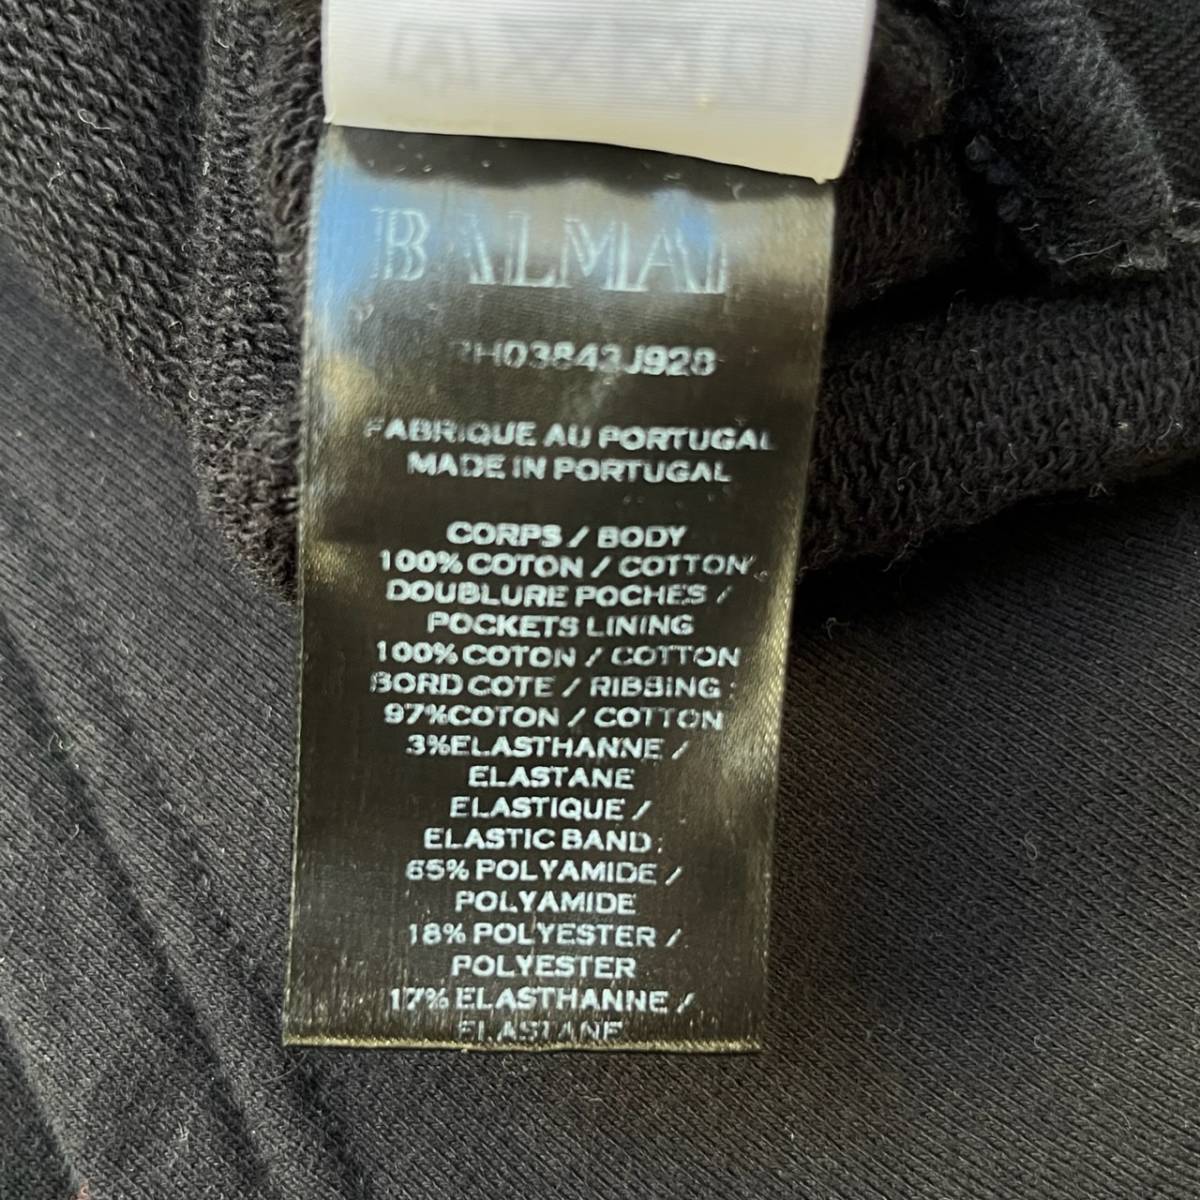 BALMAI
H03843J928
FABRIQUE AU PORTUGAL
MADE IN PORTUGAL
CORPS / BODY
100% COTON / COTTON
DOUBLURE POCHES /
POCKETS LINING
100% COTON / COTTON
BORD COTE / RIBBING :
97%COTON / COTTON
3%ELASTHANNE /
ELASTANE
ELASTIQUE /
ELASTIC BAND:
65% POLYAMIDE /
POLYAMIDE
18% POLYESTER /
POLYESTER
17% ELASTHANNE /
ELASTANE